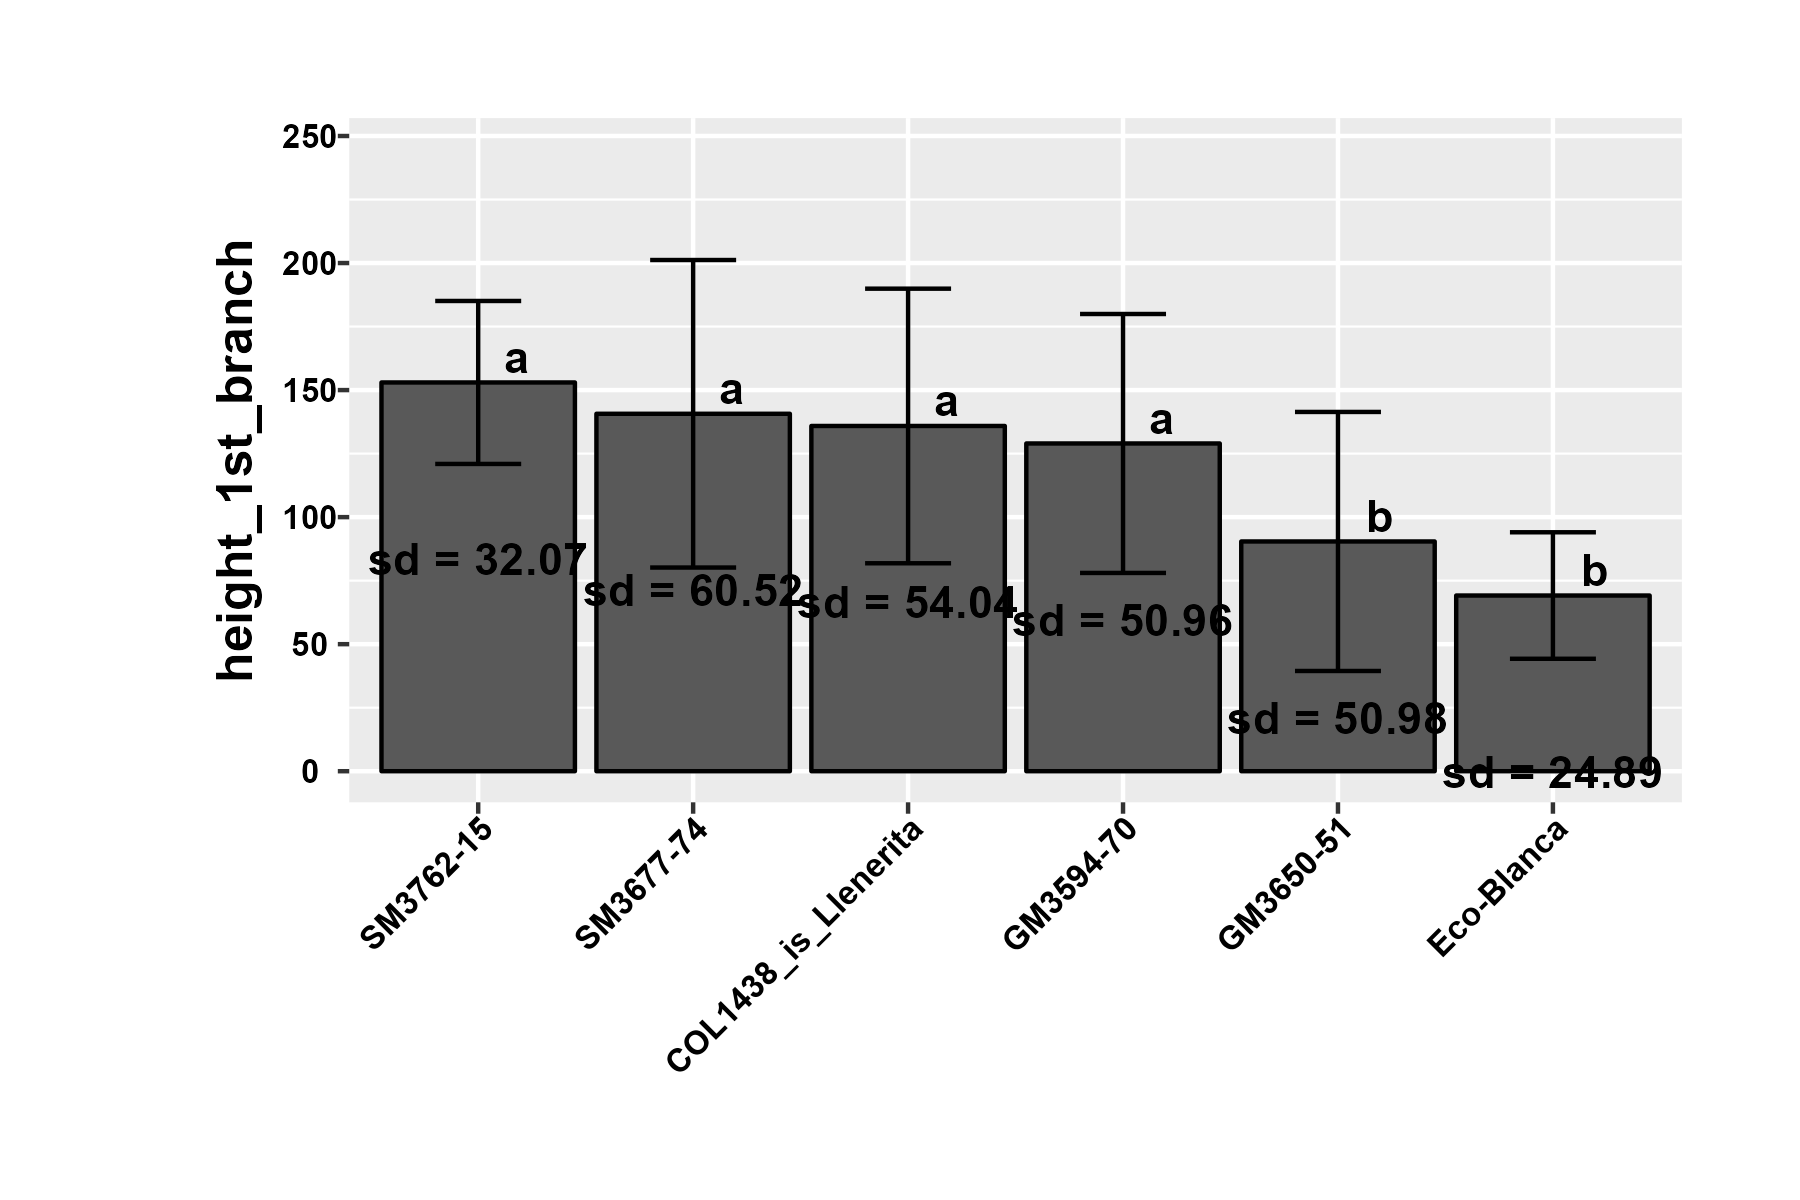 height_1st_branch
250
200
150
100
50
0
a
a
a
a
b
b
sd = 32.07
sd = 60.52
sd = 54.04
sd = 50.96
sd = 50.98
sd = 24.89
SM3762-15
SM3677-74
COL1438_is_Llenerita
GM3594-70
GM3650-51
Eco-Blanca